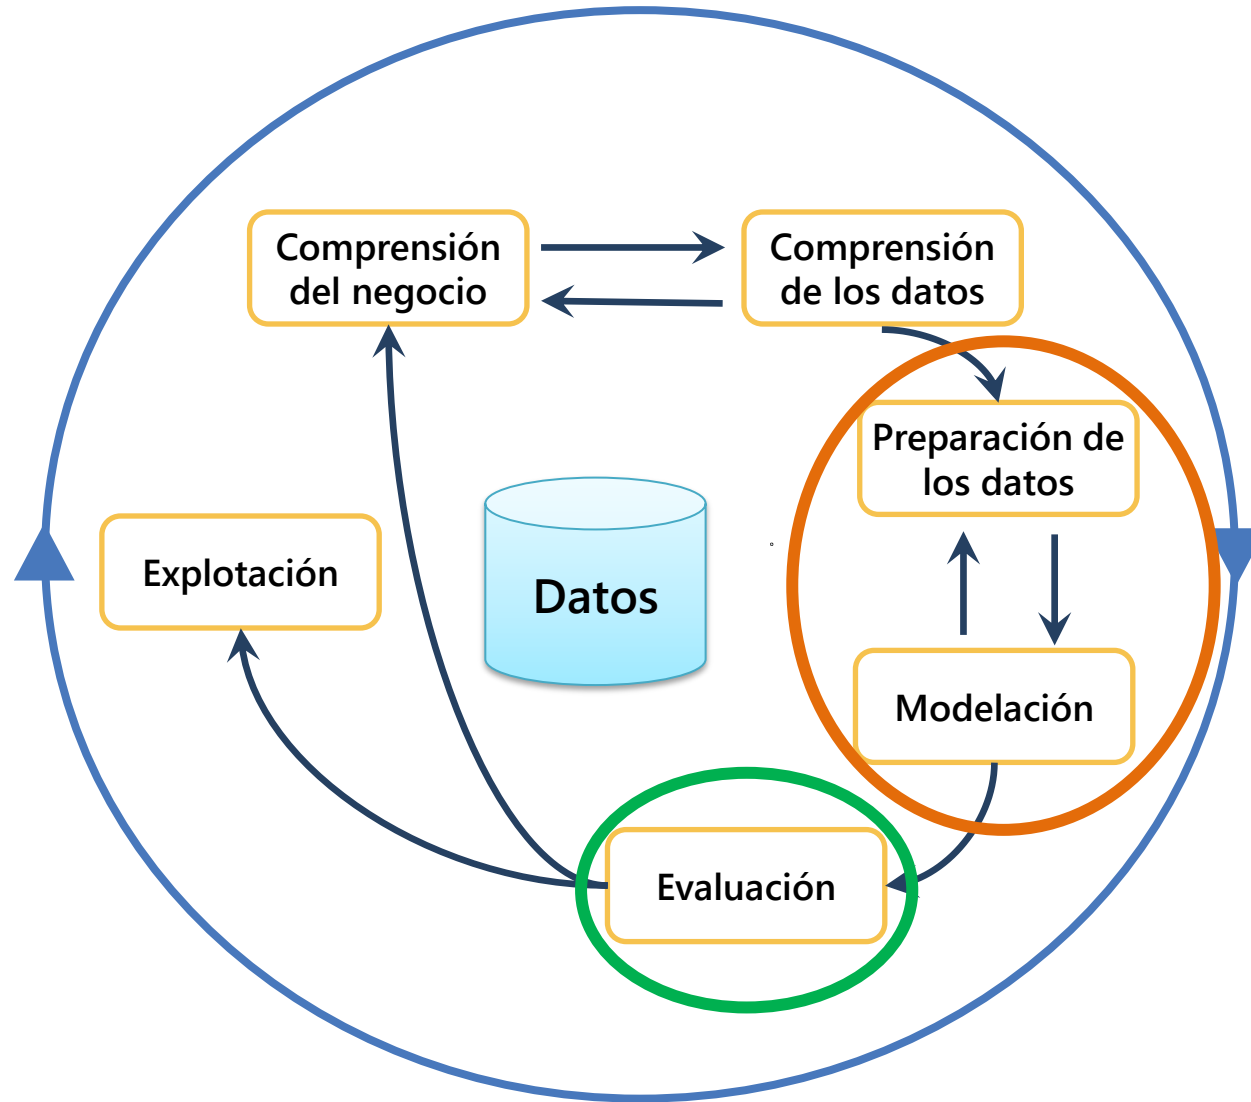 Comprensión
del negocio
Comprensión
de los datos
Preparación de
los datos
Explotación
Datos
Modelación
Evaluación